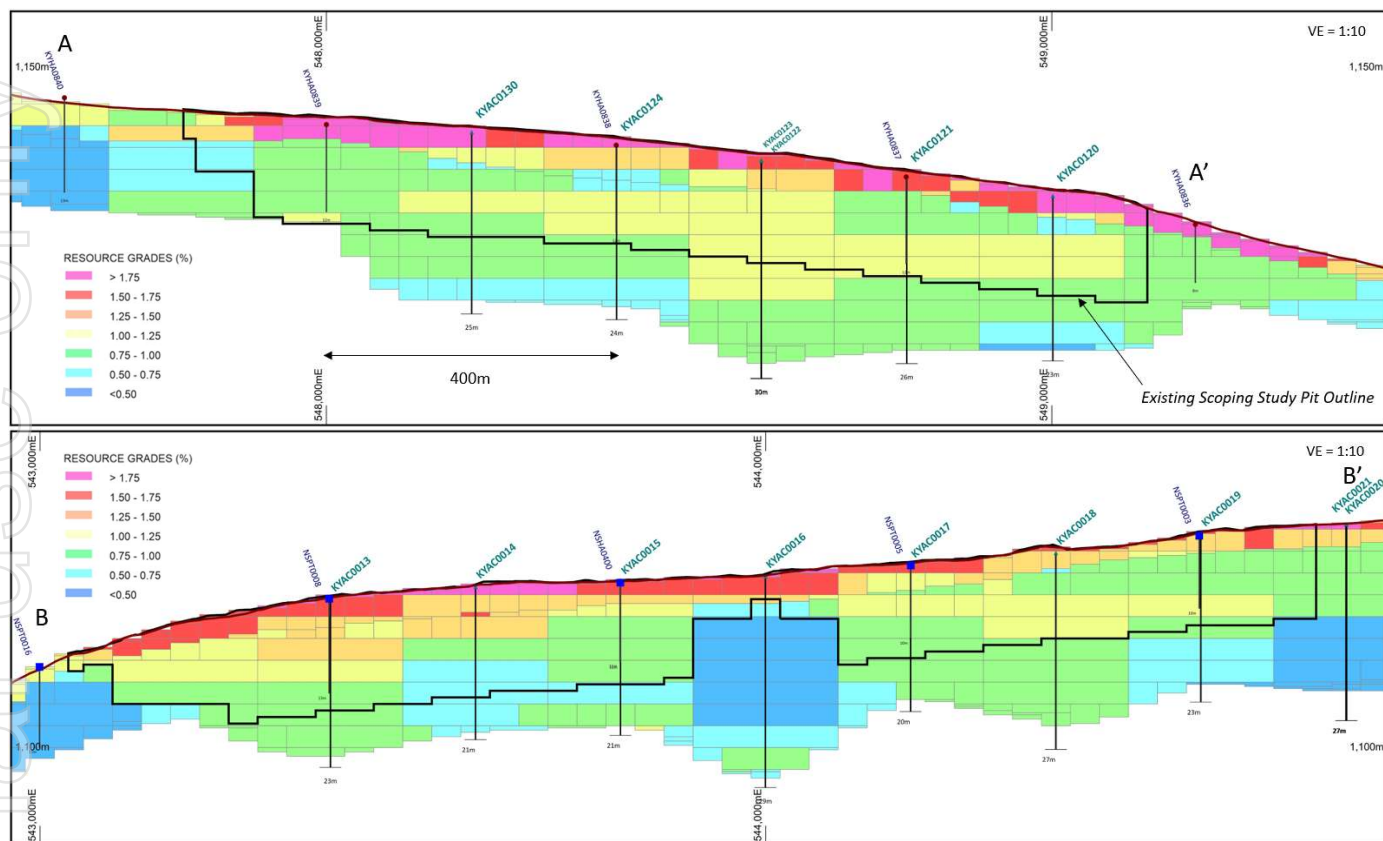 A
548,000mE
549,000mE
VE = 1:10
1,150m
1,150m
KYHA0840
KYHA0839
KYAC0130
KYHA0838
KYAC0124
KYAC0123
KYAC0122
KYHA0837
KYAC0121
KYAC0120
A'
KYHA0836
RESOURCE GRADES (%)
> 1.75
1.50 - 1.75
1.25 - 1.50
1.00 - 1.25
0.75 - 1.00
0.50 - 0.75
<0.50
25m
24m
30m
26m
23m
400m
Existing Scoping Study Pit Outline
548,000mE
549,000mE
543,000mE
544,000mE
VE = 1:10
RESOURCE GRADES (%)
> 1.75
1.50 - 1.75
1.25 - 1.50
1.00 - 1.25
0.75 - 1.00
0.50 - 0.75
<0.50
B
B'
NSPT0016
NSPT0008
KYAC0013
KYAC0014
NSHA0400
KYAC0015
KYAC0016
NSPT0005
KYAC0017
KYAC0018
NSPT0003
KYAC0019
KYAC0021
KYAC0020
1,100m
1,100m
23m
21m
21m
29m
20m
27m
23m
27m
543,000mE
544,000mE